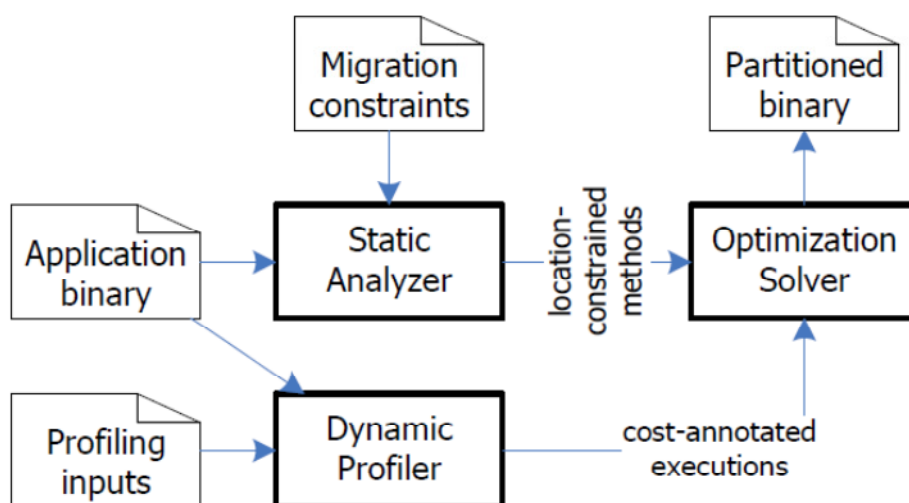 Migration
constraints
Partitioned
binary
Application
binary
Static
Analyzer
location-
constrained
methods
Optimization
Solver
Profiling
inputs
Dynamic
Profiler
cost-annotated
executions